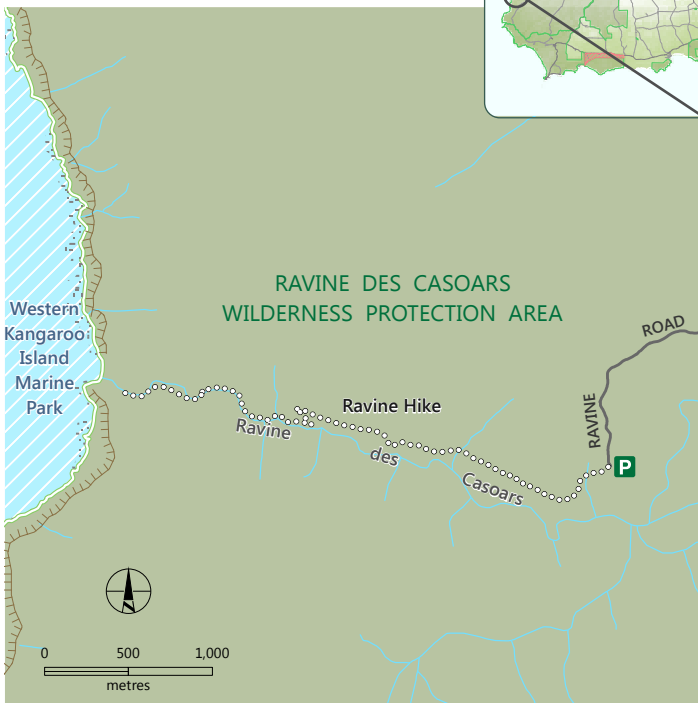 RAVINE DES CASOARS
WILDERNESS PROTECTION AREA
Western
Kangaroo
Island
Marine
Park
ROAD
RAVINE
Ravine Hike
Ravine
des
Casoars
P
N
0 500 1,000
metres